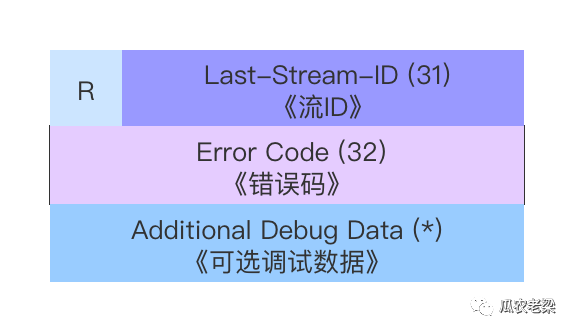 R
Last-Stream-ID (31)
《流ID》
Error Code (32)
《错误码》
Additional Debug Data (*)
《可选调试数据》
瓜农老梁